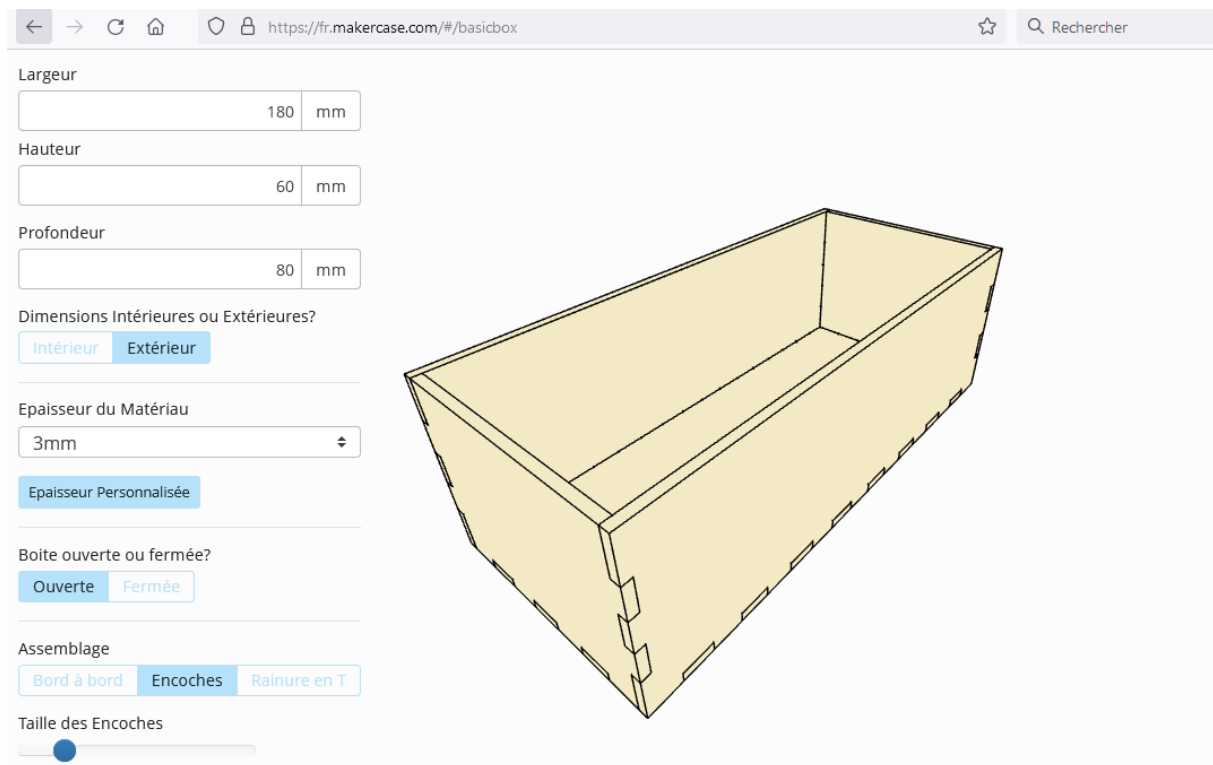 https://fr.makercase.com/#/basicbox
Rechercher
Largeur
180 mm
Hauteur
60 mm
Profondeur
80 mm
Dimensions Intérieures ou Extérieures?
Intérieur Extérieur
Epaisseur du Matériau
3mm
Epaisseur Personnalisée
Boite ouverte ou fermée?
Ouverte Fermée
Assemblage
Bord à bord Encoches Rainure en T
Taille des Encoches